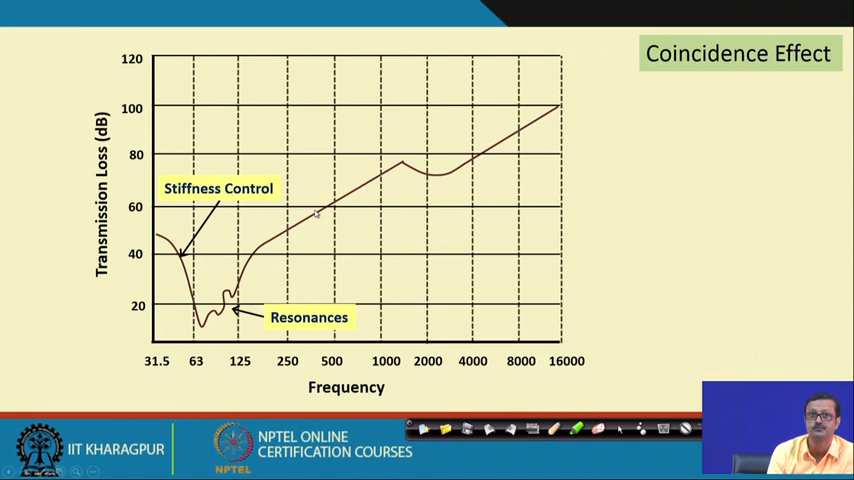 Coincidence Effect
Transmission Loss (dB)
120
100
80
60
40
20
Stiffness Control
Resonances
31.5 63 125 250 500 1000 2000 4000 8000 16000
Frequency
IIT KHARAGPUR
NPTEL
NPTEL ONLINE
CERTIFICATION COURSES